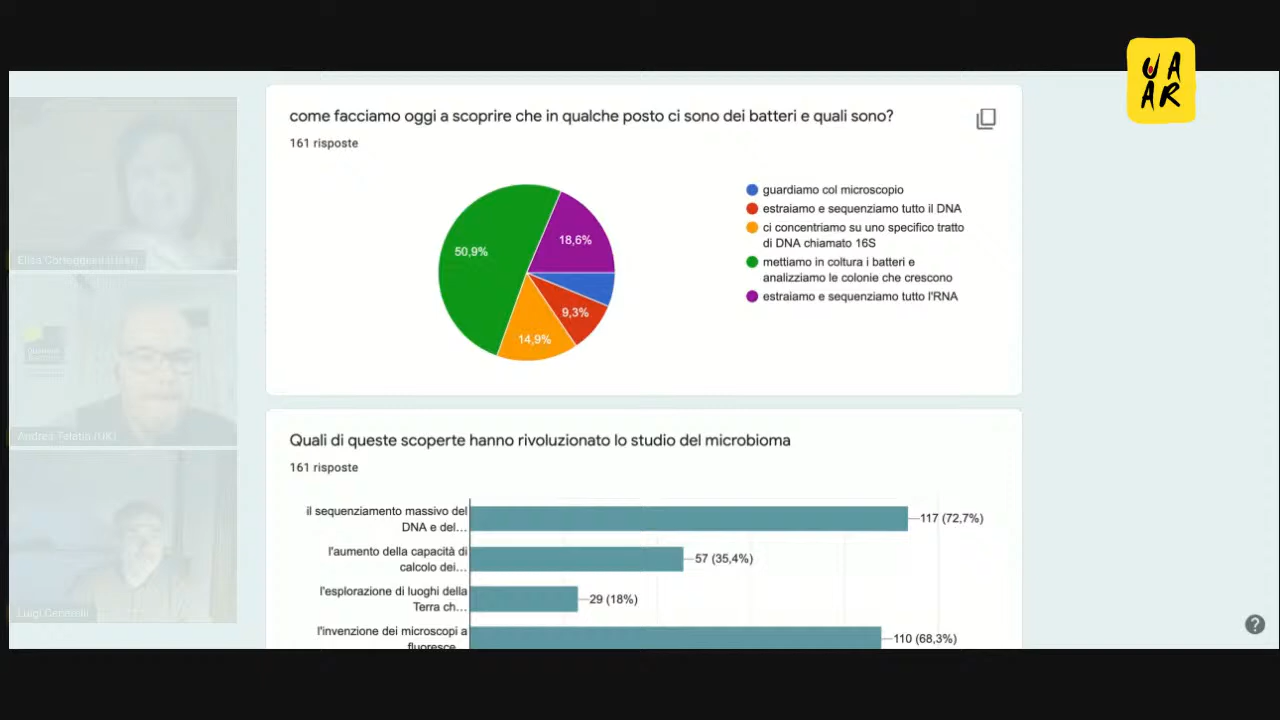 UAAR
come facciamo oggi a scoprire che in qualche posto ci sono dei batteri e quali sono?
161 risposte
50,9%
18,6%
9,3%
14,9%
guardiamo col microscopio
estraiamo e sequenziamo tutto il DNA
ci concentriamo su uno specifico tratto
di DNA chiamato 16S
mettiamo in coltura i batteri e
analizziamo le colonie che crescono
estraiamo e sequenziamo tutto l'RNA
Andrea Telatin (UK)
Quali di queste scoperte hanno rivoluzionato lo studio del microbioma
161 risposte
il sequenziamento massivo del
DNA e del…
117 (72,7%)
l'aumento della capacità di
calcolo dei…
57 (35,4%)
l'esplorazione di luoghi della
Terra ch…
29 (18%)
l'invenzione dei microscopi a
fluoresce…
110 (68,3%)